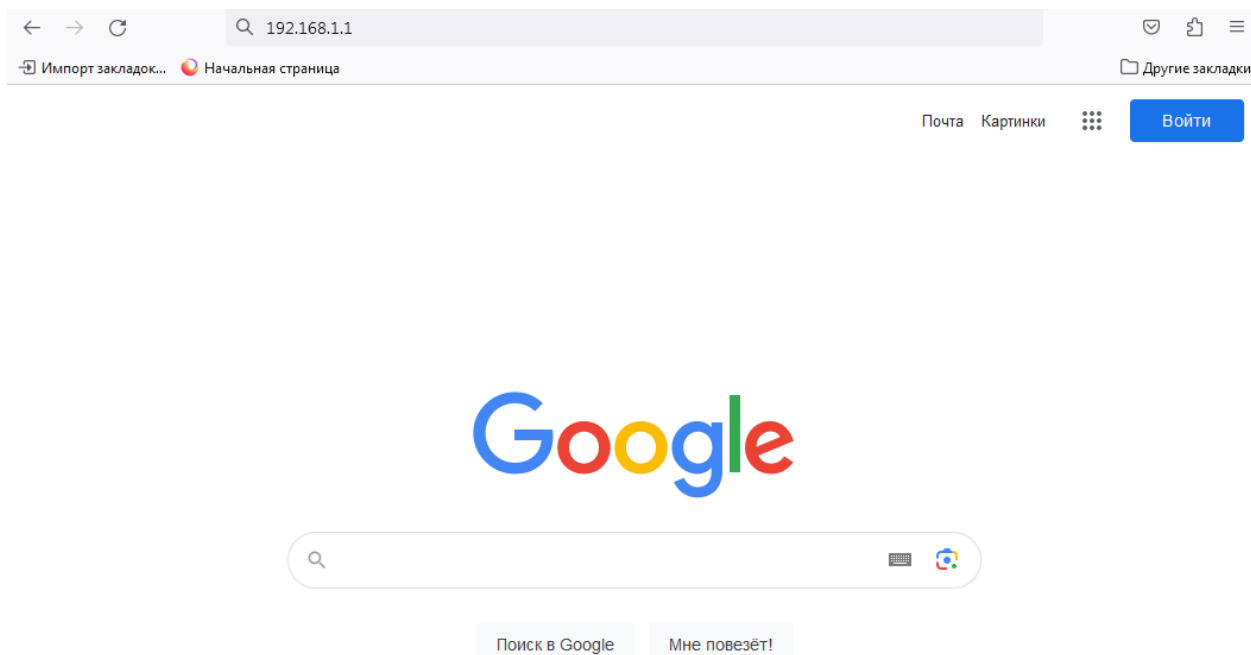 192.168.1.1
Импорт закладок... Начальная страница Другие закладки
Почта Картинки Войти
Google
Поиск в Google Мне повезёт!